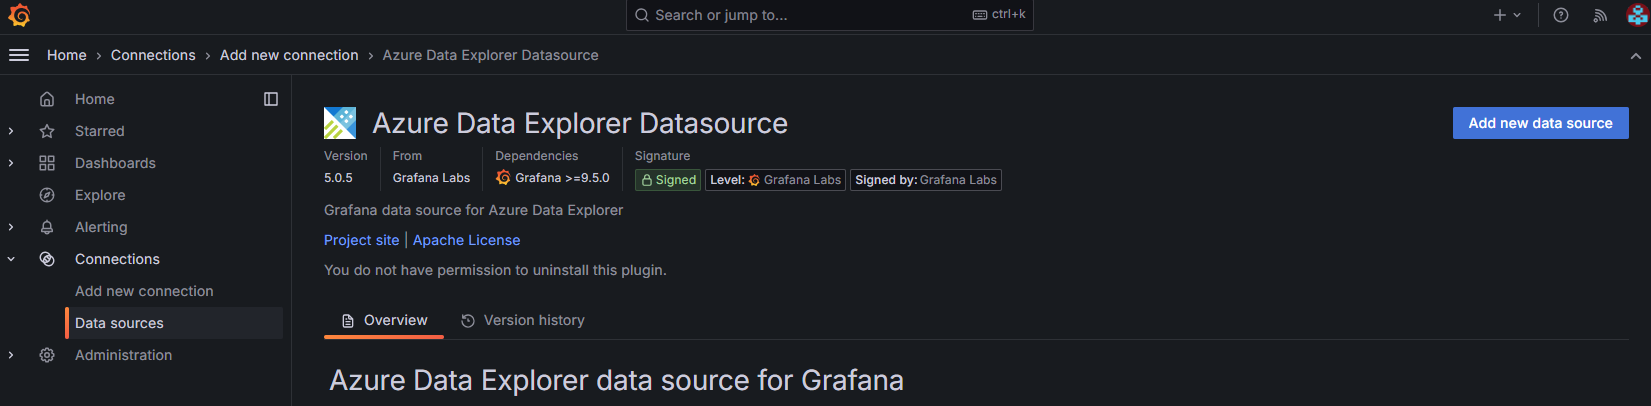 Search or jump to... ctrl+k
Home › Connections › Add new connection › Azure Data Explorer Datasource
Home
Starred
Dashboards
Explore
Alerting
Connections
Add new connection
Data sources
Administration
Azure Data Explorer Datasource
Add new data source
Version From Dependencies Signature
5.0.5 Grafana Labs Grafana >=9.5.0 Signed Level: Grafana Labs Signed by: Grafana Labs
Grafana data source for Azure Data Explorer
Project site | Apache License
You do not have permission to uninstall this plugin.
Overview Version history
Azure Data Explorer data source for Grafana